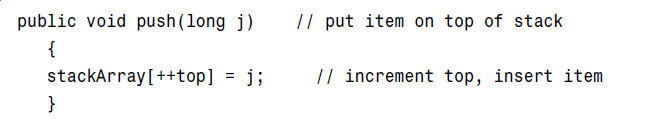 public void push(long j)    // put item on top of stack
   {
   stackArray[++top] = j;     // increment top, insert item
   }